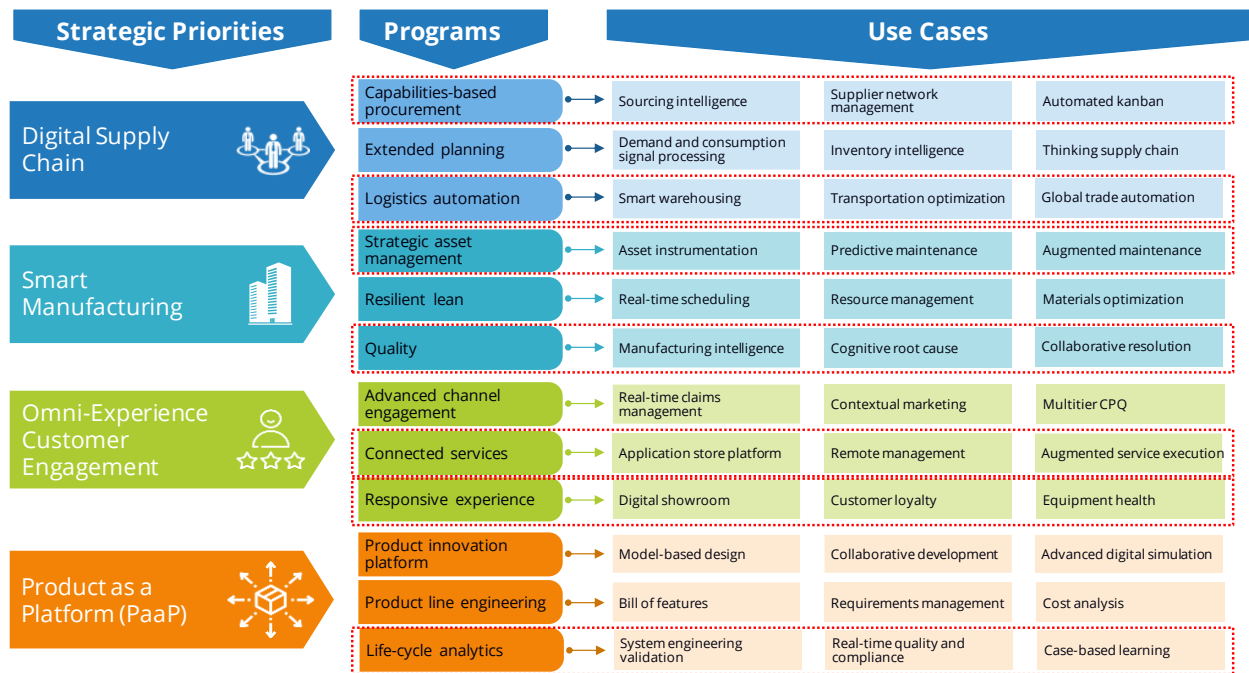 Strategic Priorities
Programs
Use Cases
Digital Supply
Chain
Capabilities-based
procurement
Sourcing intelligence
Supplier network
management
Automated kanban
Extended planning
Demand and consumption
signal processing
Inventory intelligence
Thinking supply chain
Logistics automation
Smart warehousing
Transportation optimization
Global trade automation
Smart
Manufacturing
Strategic asset
management
Asset instrumentation
Predictive maintenance
Augmented maintenance
Resilient lean
Real-time scheduling
Resource management
Materials optimization
Quality
Manufacturing intelligence
Cognitive root cause
Collaborative resolution
Omni-Experience
Customer
Engagement
Advanced channel
engagement
Real-time claims
management
Contextual marketing
Multitier CPQ
Connected services
Application store platform
Remote management
Augmented service execution
Responsive experience
Digital showroom
Customer loyalty
Equipment health
Product as a
Platform (PaaP)
Product innovation
platform
Model-based design
Collaborative development
Advanced digital simulation
Product line engineering
Bill of features
Requirements management
Cost analysis
Life-cycle analytics
System engineering
validation
Real-time quality and
compliance
Case-based learning